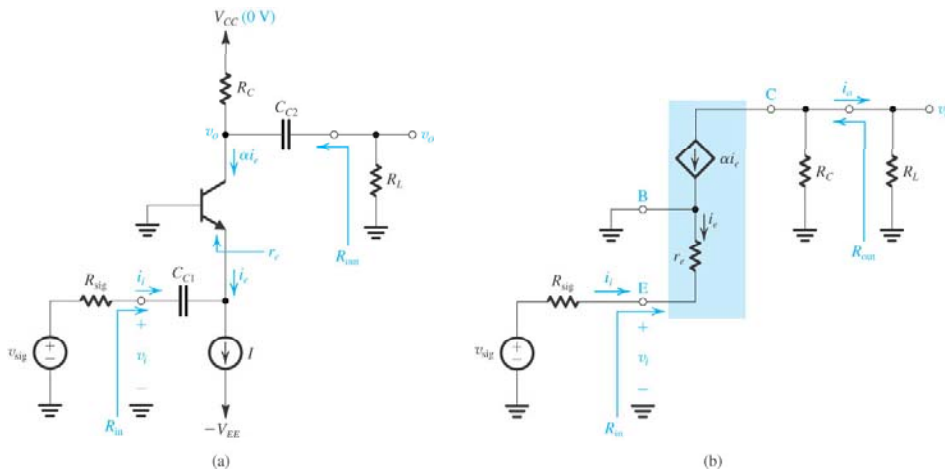 V_CC (0 V)
R_C
C_C2
v_o
v_o
αi_e
R_L
r_e
R_out
i_e
R_sig
i_i
C_C1
+
v_i
−
v_sig
+
−
I
R_in
−V_EE
(a)
C
i_o
αi_e
R_C
R_L
B
i_e
R_out
r_e
R_sig
i_i
E
+
v_i
−
v_sig
+
−
R_in
(b)